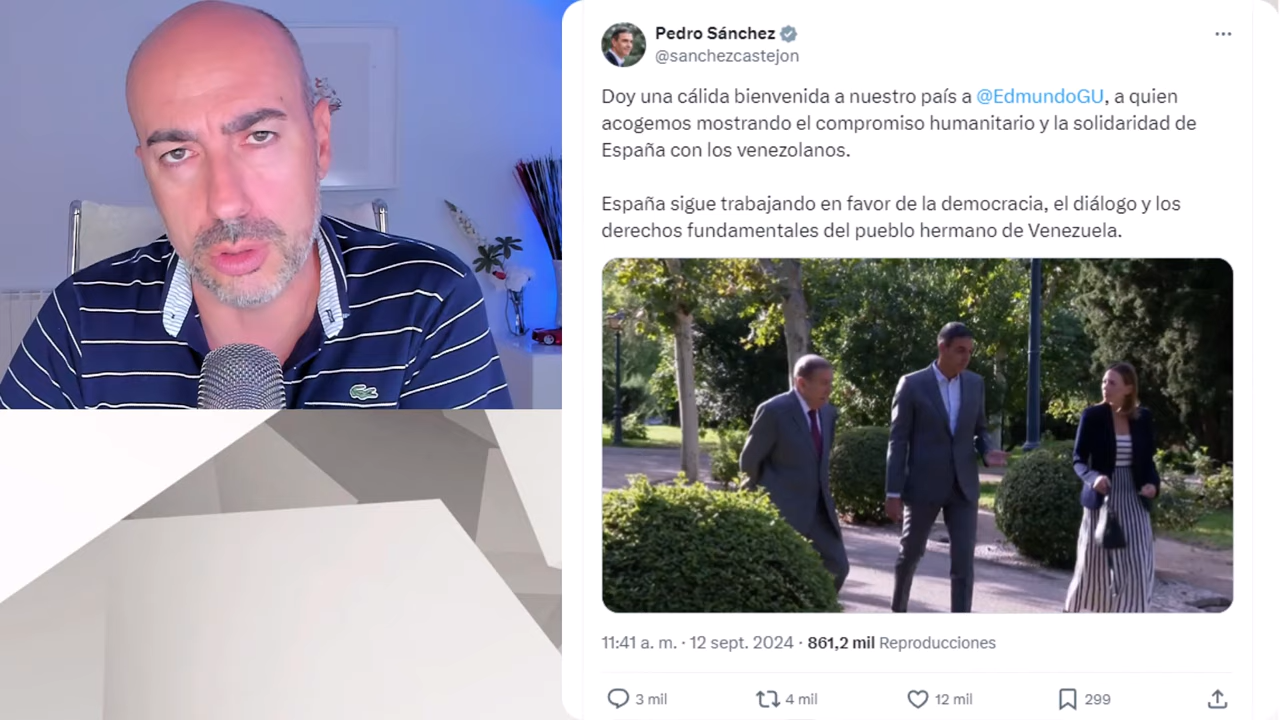 Pedro Sánchez
@sanchezcastejon
Doy una cálida bienvenida a nuestro país a @EdmundoGU, a quien
acogemos mostrando el compromiso humanitario y la solidaridad de
España con los venezolanos.
España sigue trabajando en favor de la democracia, el diálogo y los
derechos fundamentales del pueblo hermano de Venezuela.
11:41 a. m. · 12 sept. 2024 · 861,2 mil Reproducciones
3 mil 4 mil 12 mil 299